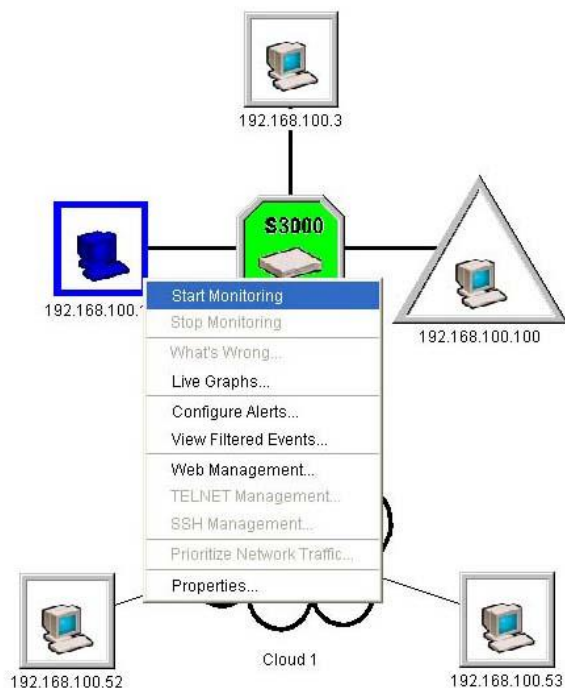 192.168.100.3
S3000
192.168.100.
192.168.100.100
Start Monitoring
Stop Monitoring
What's Wrong...
Live Graphs...
Configure Alerts...
View Filtered Events...
Web Management...
TELNET Management...
SSH Management...
Prioritize Network Traffic...
Properties...
Cloud 1
192.168.100.52
192.168.100.53